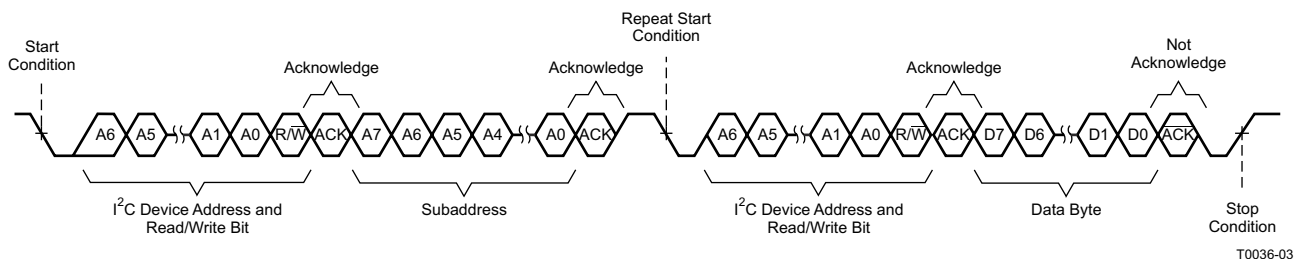 Repeat Start
Condition
Start
Condition
Not
Acknowledge
Acknowledge
Acknowledge
Acknowledge
A6 A5 A1 A0 R/W̅ ACK A7 A6 A5 A4 A0 ACK A6 A5 A1 A0 R/W̅ ACK D7 D6 D1 D0 A̅C̅K̅
I²C Device Address and
Read/Write Bit
Subaddress
I²C Device Address and
Read/Write Bit
Data Byte
Stop
Condition
T0036-03